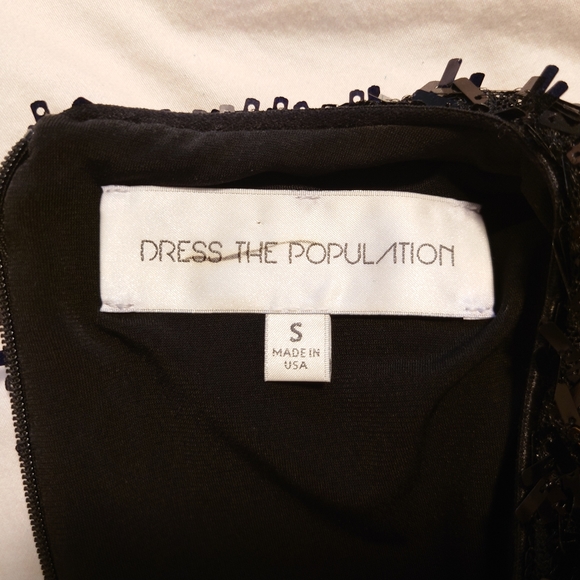 DRESS THE POPULATION
S
MADE IN
USA